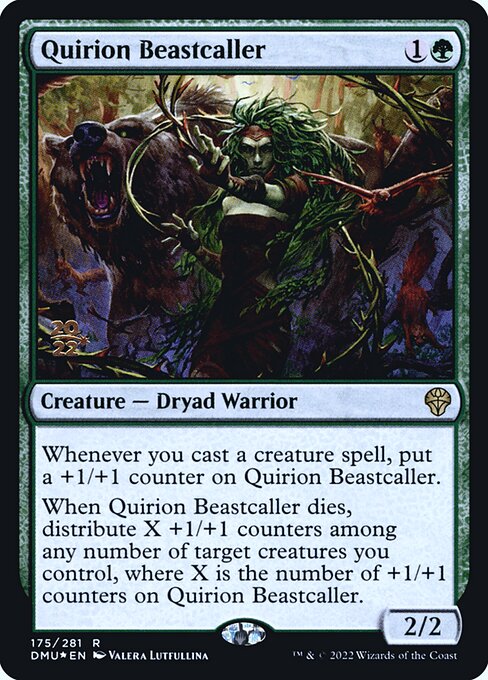 Quirion Beastcaller 1
20
22
Creature — Dryad Warrior
Whenever you cast a creature spell, put
a +1/+1 counter on Quirion Beastcaller.
When Quirion Beastcaller dies,
distribute X +1/+1 counters among
any number of target creatures you
control, where X is the number of +1/+1
counters on Quirion Beastcaller.
2/2
175/281 R
DMU★EN Valera Lutfullina
™ & © 2022 Wizards of the Coast